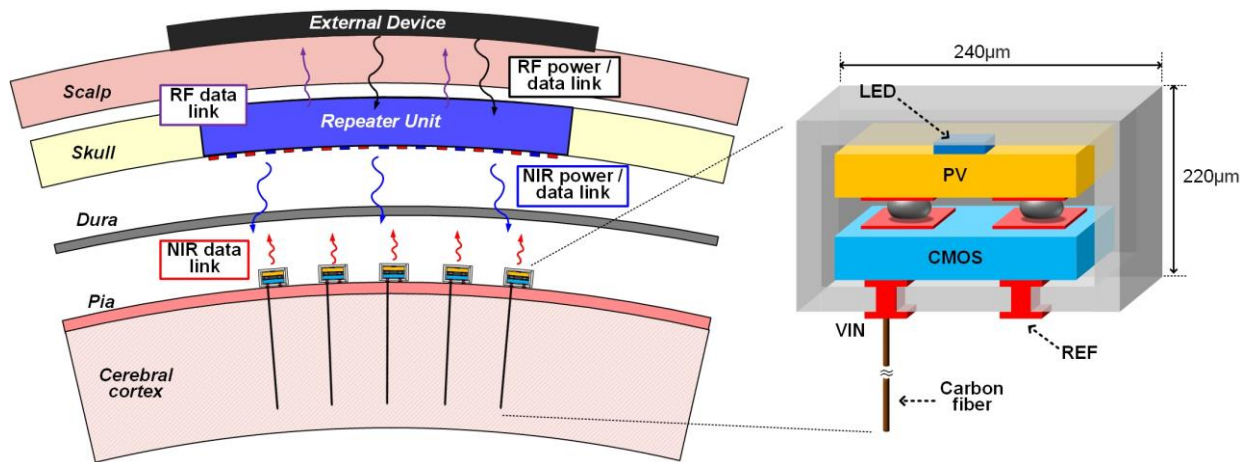 External Device
Scalp
RF data
link
RF power /
data link
Repeater Unit
Skull
NIR power /
data link
Dura
NIR data
link
Pia
Cerebral
cortex
240µm
LED
PV
220µm
CMOS
VIN
REF
Carbon
fiber